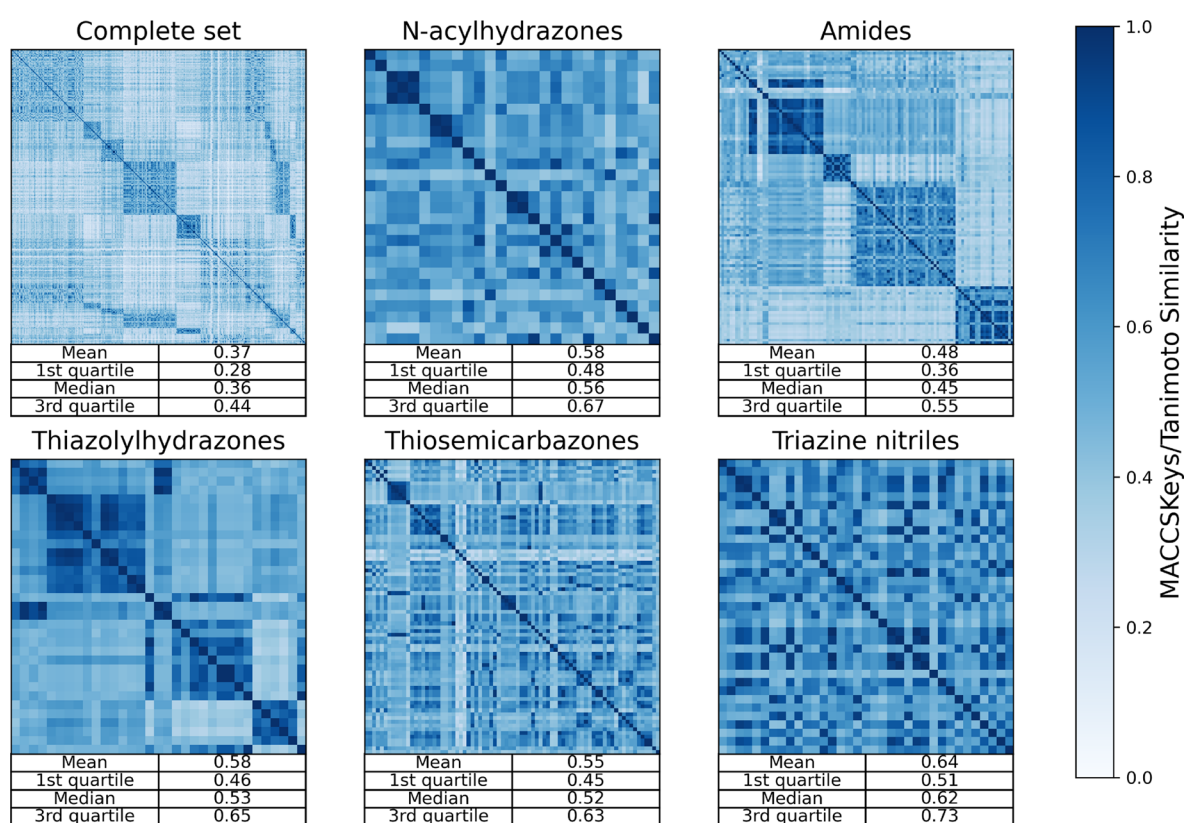 Complete set
N-acylhydrazones
Amides
Mean 0.37
1st quartile 0.28
Median 0.36
3rd quartile 0.44
Mean 0.58
1st quartile 0.48
Median 0.56
3rd quartile 0.67
Mean 0.48
1st quartile 0.36
Median 0.45
3rd quartile 0.55
Thiazolylhydrazones
Thiosemicarbazones
Triazine nitriles
Mean 0.58
1st quartile 0.46
Median 0.53
3rd quartile 0.65
Mean 0.55
1st quartile 0.45
Median 0.52
3rd quartile 0.63
Mean 0.64
1st quartile 0.51
Median 0.62
3rd quartile 0.73
1.0
0.8
0.6
0.4
0.2
0.0
MACCSKeys/Tanimoto Similarity